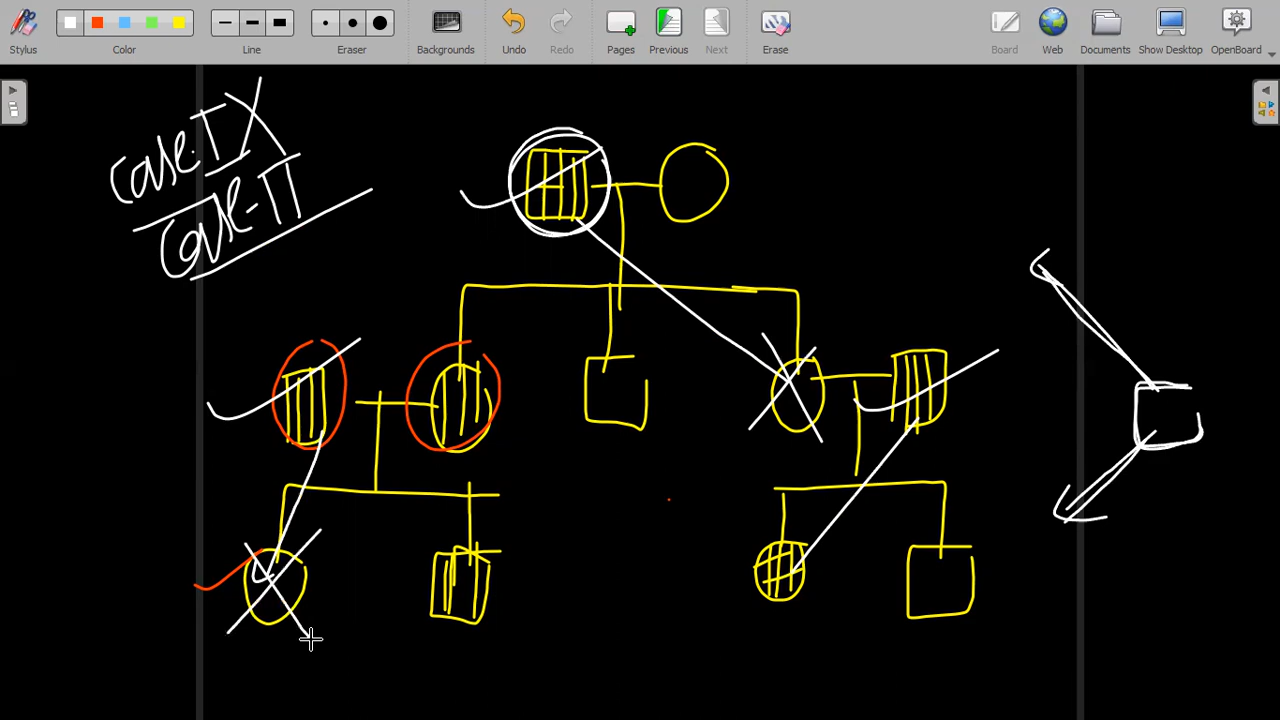 Stylus
Color
Line
Eraser
Backgrounds
Undo
Redo
Pages
Previous
Next
Erase
Board
Web
Documents
Show Desktop
OpenBoard
Case-I
Case-II